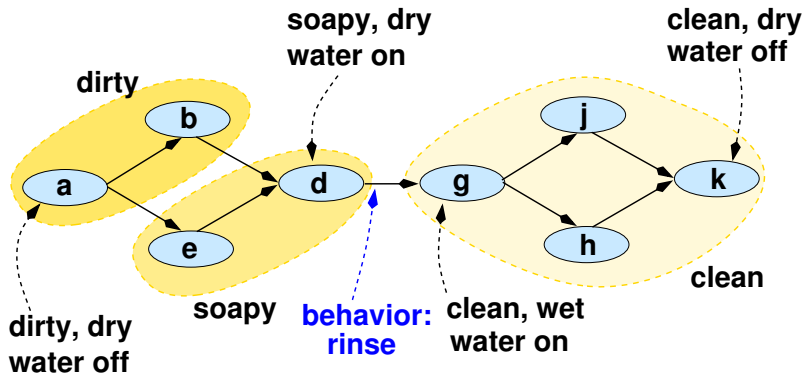 soapy, dry
water on
clean, dry
water off
dirty
b
j
a
d
g
k
e
h
soapy
clean
behavior:
rinse
clean, wet
water on
dirty, dry
water off